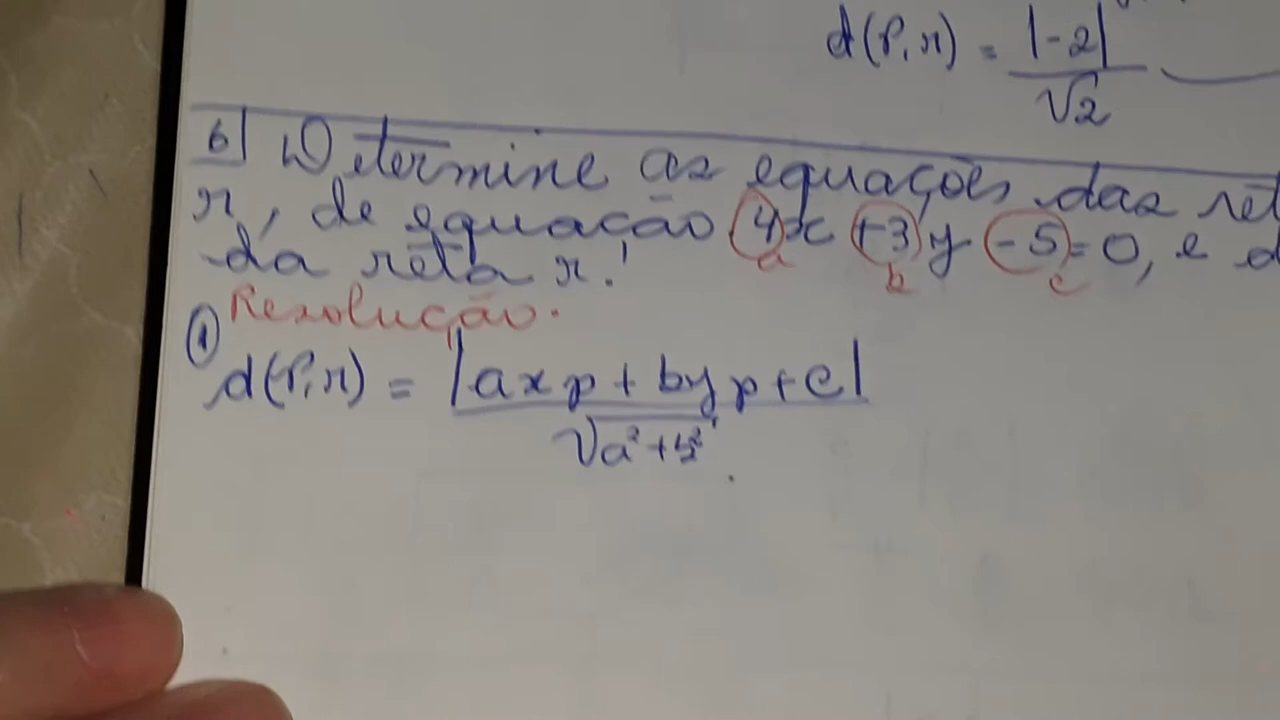 d(P,r) = |-2|
√2
6) Determine as equações das ret
r, de equação 4x +3y -5=0, e d
a b c
da reta r!
Resolução.
① d(P,r) = |axp + byp + c|
√a²+b²